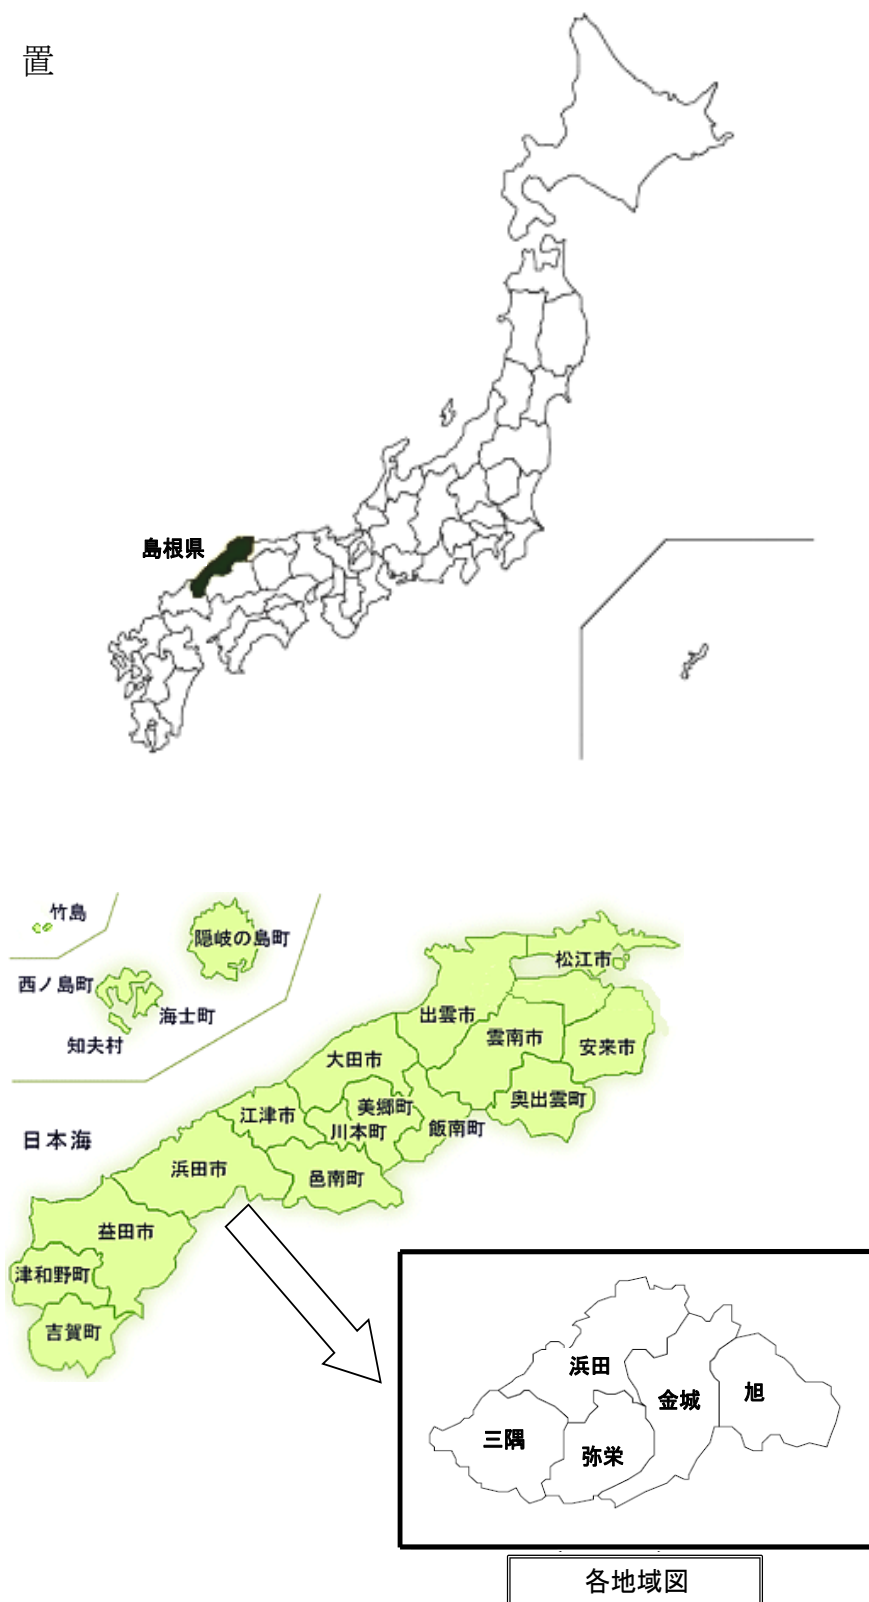 置
島根県
竹島
隠岐の島町
西ノ島町
海士町
知夫村
松江市
出雲市
雲南市
安来市
大田市
奥出雲町
美郷町
江津市
川本町
飯南町
日本海
浜田市
邑南町
益田市
津和野町
吉賀町
浜田
旭
金城
三隅
弥栄
各地域図